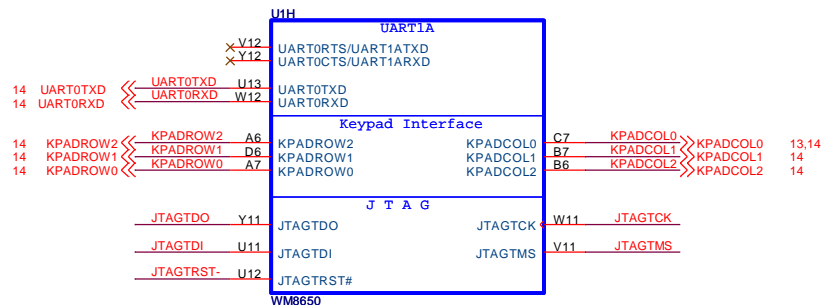 U1H
UART1A
V12 UART0RTS/UART1ATXD
Y12 UART0CTS/UART1ARXD
14 UART0TXD UART0TXD U13 UART0TXD
14 UART0RXD UART0RXD W12 UART0RXD
Keypad Interface
14 KPADROW2 KPADROW2 A6 KPADROW2 KPADCOL0 C7 KPADCOL0 KPADCOL0 13,14
14 KPADROW1 KPADROW1 D6 KPADROW1 KPADCOL1 B7 KPADCOL1 KPADCOL1 14
14 KPADROW0 KPADROW0 A7 KPADROW0 KPADCOL2 B6 KPADCOL2 KPADCOL2 14
J T A G
JTAGTDO Y11 JTAGTDO JTAGTCK W11 JTAGTCK
JTAGTDI U11 JTAGTDI JTAGTMS V11 JTAGTMS
JTAGTRST- U12 JTAGTRST#
WM8650